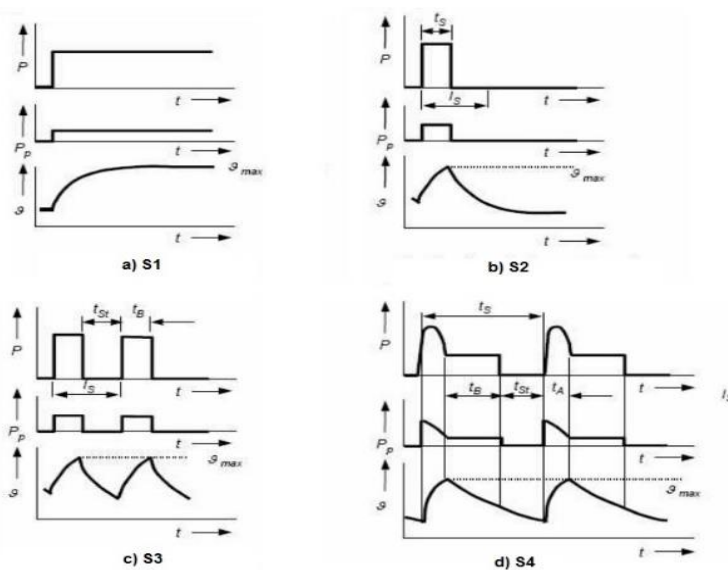 P
t
P_p
t
ϑ_max
ϑ
t
a) S1
t_S
P
t
t_S
P_p
t
ϑ_max
ϑ
t
b) S2
t_St t_B
P
t_S t
P_p
t
ϑ_max
ϑ
t
c) S3
t_S
P
t
t_B t_St t_A
P_p
t
ϑ_max
ϑ
t
d) S4